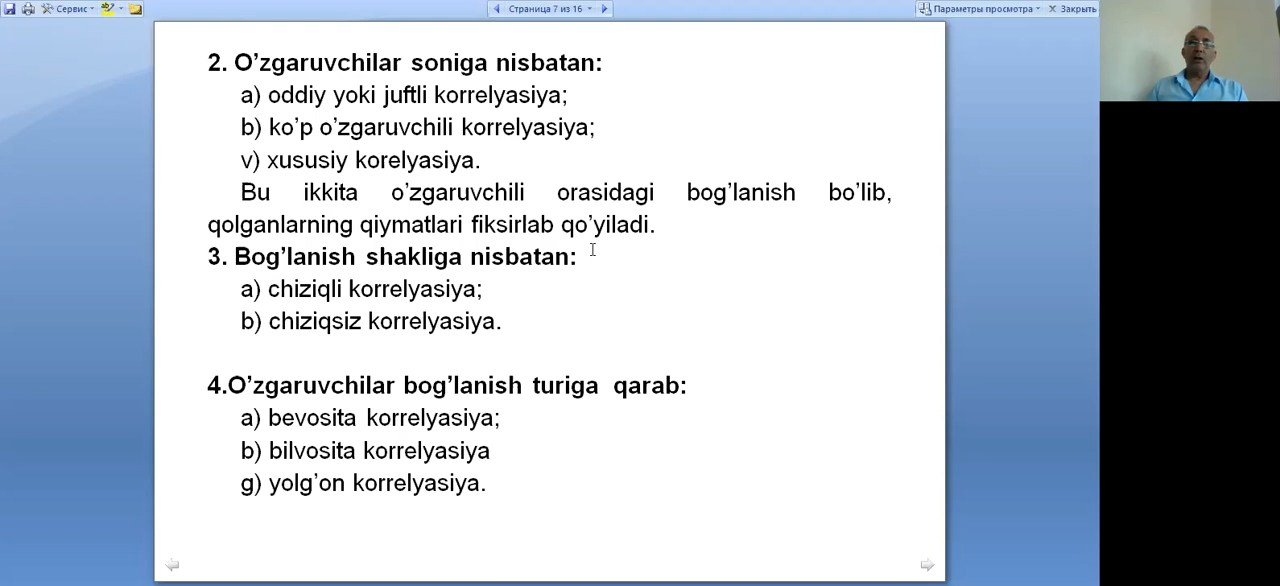 Сервис
Страница 7 из 16
Параметры просмотра
Закрыть
2. O’zgaruvchilar soniga nisbatan:
a) oddiy yoki juftli korrelyasiya;
b) ko’p o’zgaruvchili korrelyasiya;
v) xususiy korelyasiya.
Bu ikkita o’zgaruvchili orasidagi bog’lanish bo’lib,
qolganlarning qiymatlari fiksirlab qo’yiladi.
3. Bog’lanish shakliga nisbatan:
a) chiziqli korrelyasiya;
b) chiziqsiz korrelyasiya.
4.O’zgaruvchilar bog’lanish turiga qarab:
a) bevosita korrelyasiya;
b) bilvosita korrelyasiya
g) yolg’on korrelyasiya.